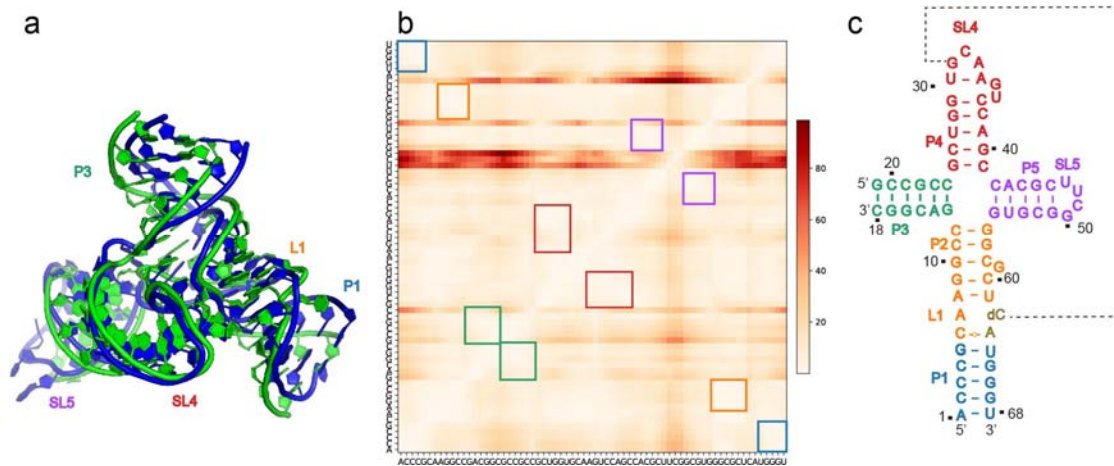 a
P3
L1
P1
SL5
SL4
b
80
60
40
20
ACCCGCAAGGCCGACGGCGCCGCCGCUGGUGCAAGUCCAGCCACGCUUCGGCGUGGGCGCUCAUGGGU
c
SL4
C
G A
U – A G
30
G – C U
G – C
U – A
P4 C – G 40
G – C
20 P5 SL5
5' G C C G C C C A C G C U U
C
3' C G G C A G G U G C G G
18 P3 50
C – G
P2 C – G
10 G – C G
G – C 60
A – U
L1 A dC
C A
G – U
P1 C – G
C – G
C – G
1 A – U 68
5' 3'